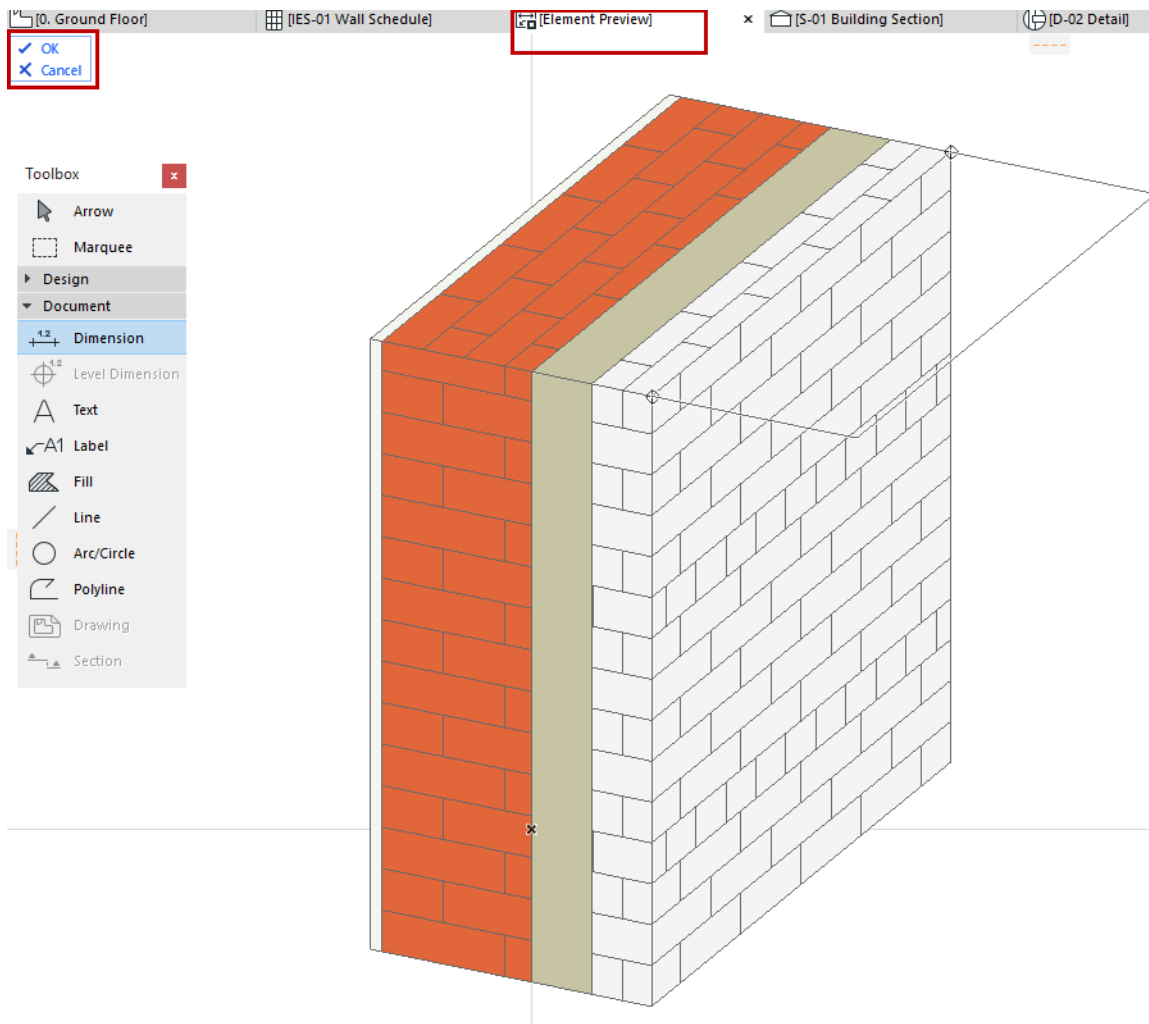 [0. Ground Floor]
[IES-01 Wall Schedule]
[Element Preview]
[S-01 Building Section]
[D-02 Detail]
OK
Cancel
Toolbox
Arrow
Marquee
Design
Document
1.2
Dimension
1.2
Level Dimension
A
Text
A1
Label
Fill
Line
Arc/Circle
Polyline
Drawing
Section